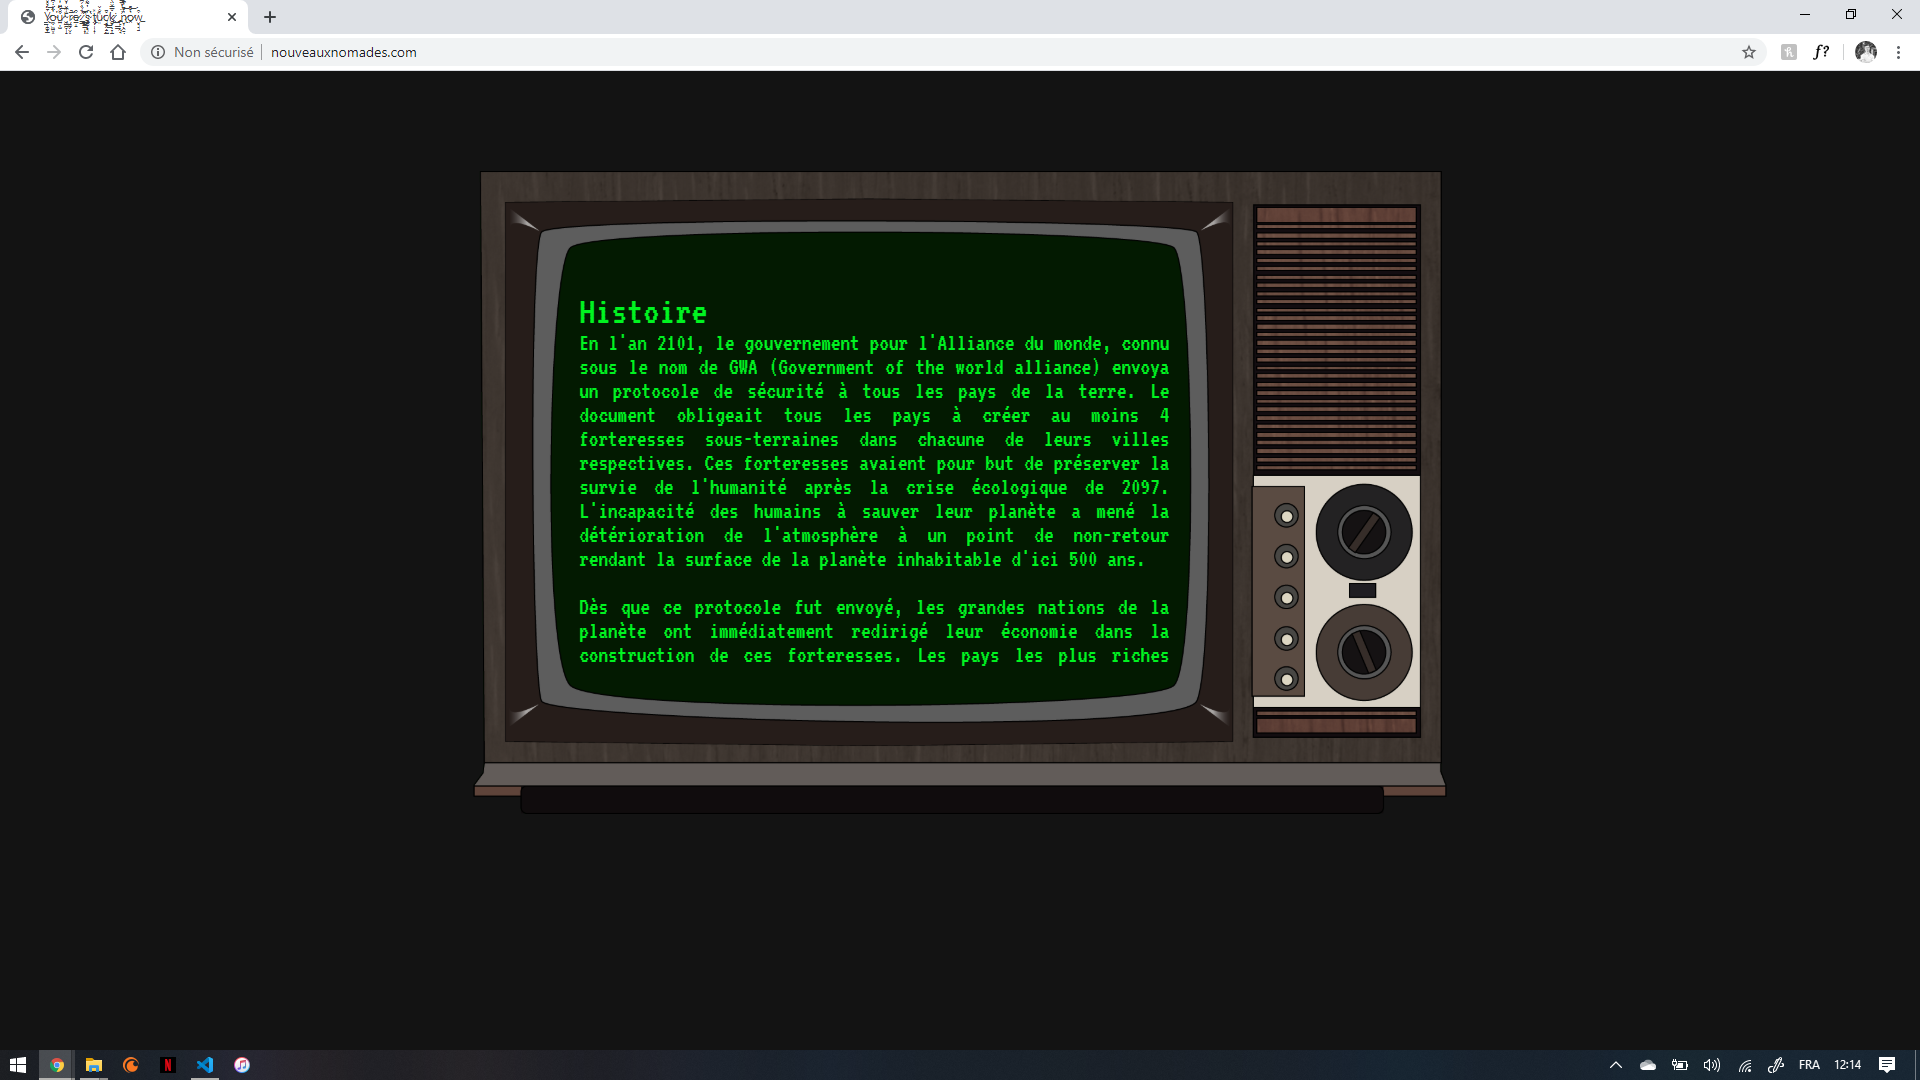 You're stuck now
Non sécurisé
nouveauxnomades.com
f?
Histoire
En l'an 2101, le gouvernement pour l'Alliance du monde, connu
sous le nom de GWA (Government of the world alliance) envoya
un protocole de sécurité à tous les pays de la terre. Le
document obligeait tous les pays à créer au moins 4
forteresses sous-terraines dans chacune de leurs villes
respectives. Ces forteresses avaient pour but de préserver la
survie de l'humanité après la crise écologique de 2097.
L'incapacité des humains à sauver leur planète a mené la
détérioration de l'atmosphère à un point de non-retour
rendant la surface de la planète inhabitable d'ici 500 ans.
Dès que ce protocole fut envoyé, les grandes nations de la
planète ont immédiatement redirigé leur économie dans la
construction de ces forteresses. Les pays les plus riches
N
FRA
12:14